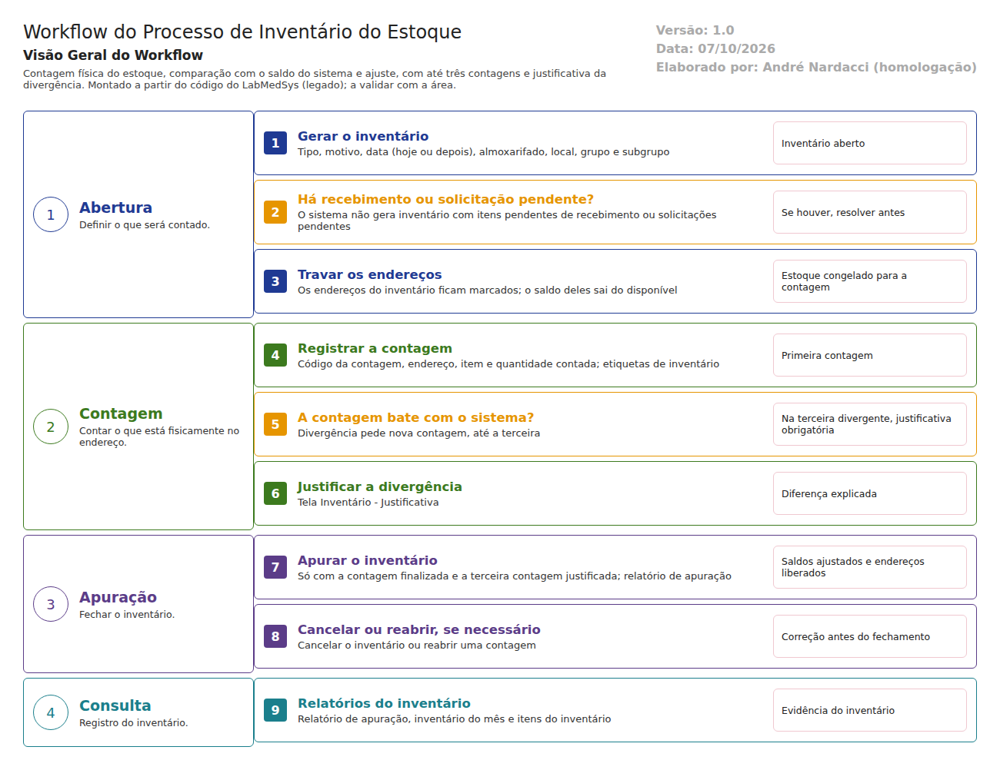 Workflow do Processo de Inventário do Estoque
Visão Geral do Workflow
Contagem física do estoque, comparação com o saldo do sistema e ajuste, com até três contagens e justificativa da
divergência. Montado a partir do código do LabMedSys (legado); a validar com a área.
Versão: 1.0
Data: 07/10/2026
Elaborado por: André Nardacci (homologação)
1
Abertura
Definir o que será contado.
1
Gerar o inventário
Tipo, motivo, data (hoje ou depois), almoxarifado, local, grupo e subgrupo
Inventário aberto
2
Há recebimento ou solicitação pendente?
O sistema não gera inventário com itens pendentes de recebimento ou solicitações
pendentes
Se houver, resolver antes
3
Travar os endereços
Os endereços do inventário ficam marcados; o saldo deles sai do disponível
Estoque congelado para a
contagem
2
Contagem
Contar o que está fisicamente no
endereço.
4
Registrar a contagem
Código da contagem, endereço, item e quantidade contada; etiquetas de inventário
Primeira contagem
5
A contagem bate com o sistema?
Divergência pede nova contagem, até a terceira
Na terceira divergente, justificativa
obrigatória
6
Justificar a divergência
Tela Inventário - Justificativa
Diferença explicada
3
Apuração
Fechar o inventário.
7
Apurar o inventário
Só com a contagem finalizada e a terceira contagem justificada; relatório de apuração
Saldos ajustados e endereços
liberados
8
Cancelar ou reabrir, se necessário
Cancelar o inventário ou reabrir uma contagem
Correção antes do fechamento
4
Consulta
Registro do inventário.
9
Relatórios do inventário
Relatório de apuração, inventário do mês e itens do inventário
Evidência do inventário